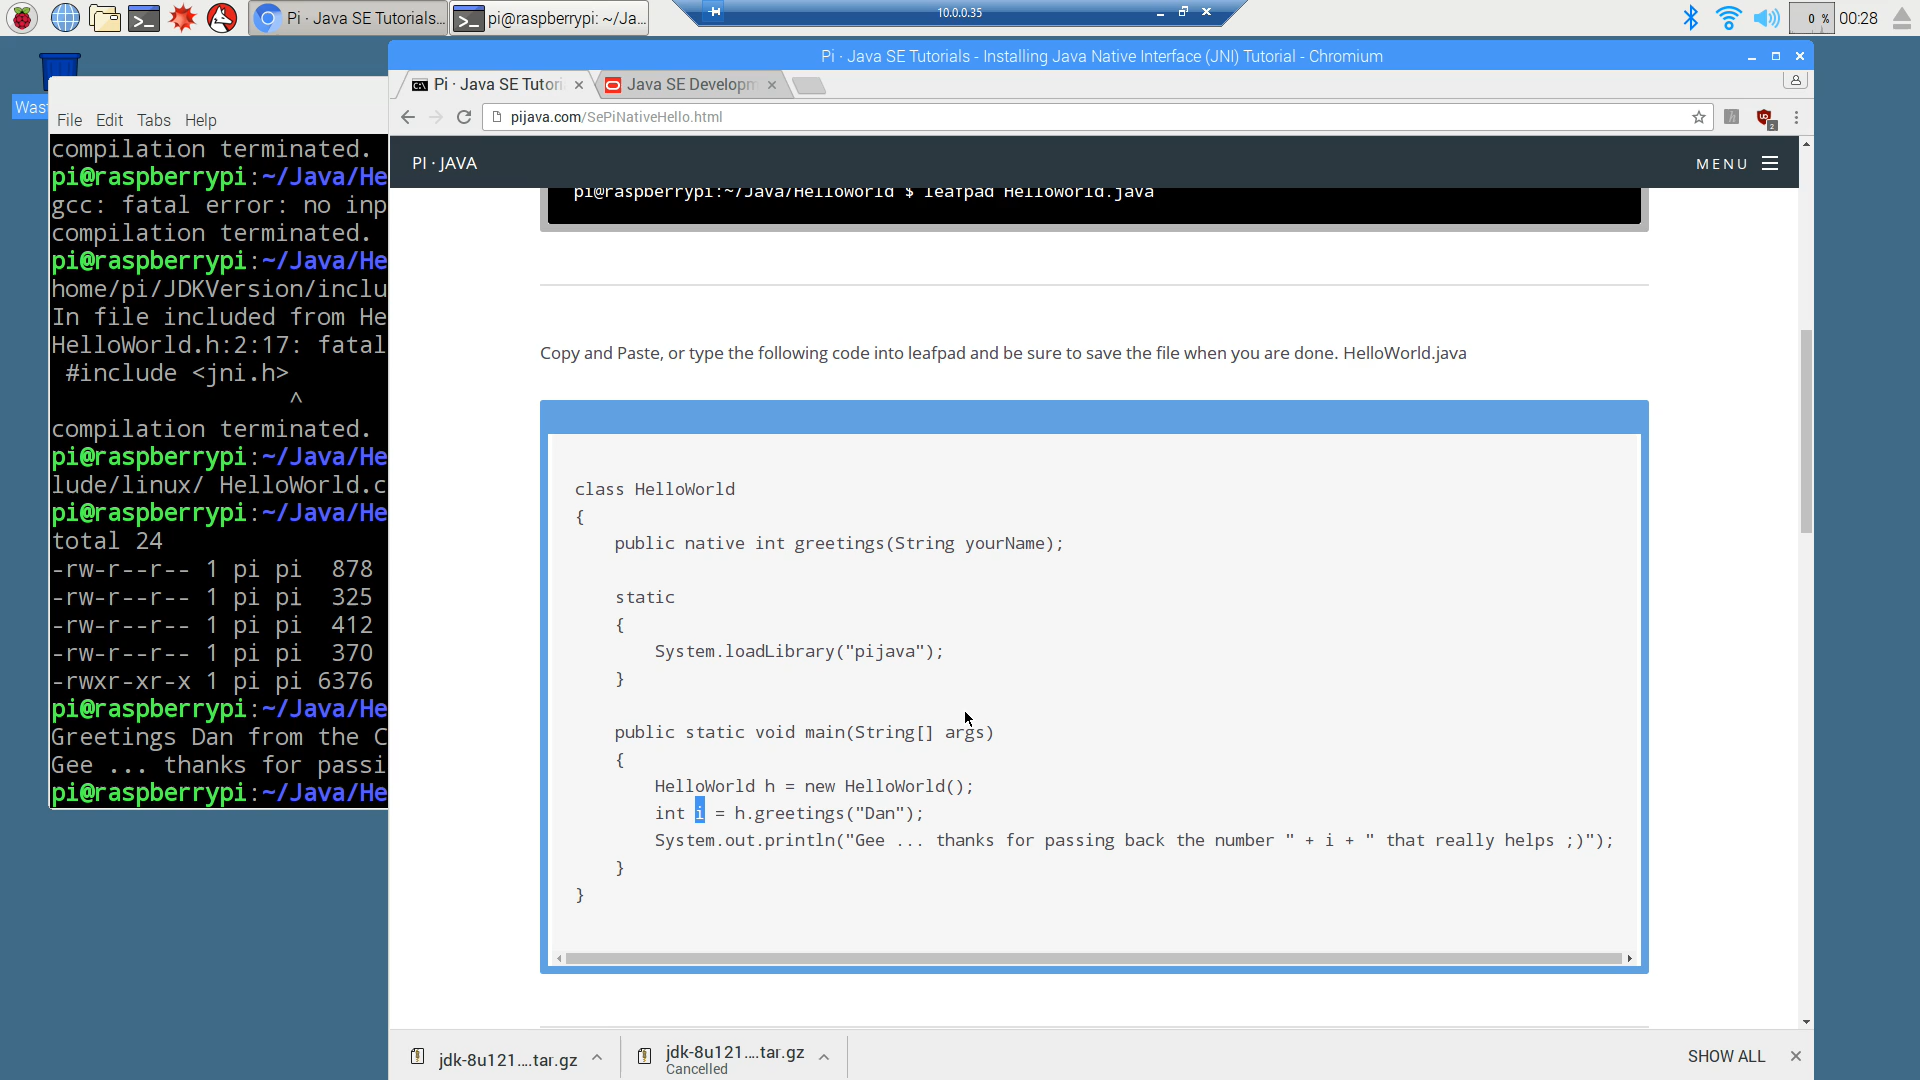 Pi · Java SE Tutorials...
pi@raspberrypi: ~/Ja...
10.0.0.35
0 %
00:28
Pi · Java SE Tutorials - Installing Java Native Interface (JNI) Tutorial - Chromium
Pi · Java SE Tutori
Java SE Developm
pijava.com/SePiNativeHello.html
2
Wast
File Edit Tabs Help
compilation terminated.
pi@raspberrypi:~/Java/He
gcc: fatal error: no inp
compilation terminated.
pi@raspberrypi:~/Java/He
home/pi/JDKVersion/inclu
In file included from He
HelloWorld.h:2:17: fatal
#include <jni.h>
^
compilation terminated.
pi@raspberrypi:~/Java/He
lude/linux/ HelloWorld.c
pi@raspberrypi:~/Java/He
total 24
-rw-r--r-- 1 pi pi 878
-rw-r--r-- 1 pi pi 325
-rw-r--r-- 1 pi pi 412
-rw-r--r-- 1 pi pi 370
-rwxr-xr-x 1 pi pi 6376
pi@raspberrypi:~/Java/He
Greetings Dan from the C
Gee ... thanks for passi
pi@raspberrypi:~/Java/He
PI · JAVA
MENU
pi@raspberrypi:~/Java/HelloWorld $ leafpad HelloWorld.java
Copy and Paste, or type the following code into leafpad and be sure to save the file when you are done. HelloWorld.java
class HelloWorld
{
public native int greetings(String yourName);
static
{
System.loadLibrary("pijava");
}
public static void main(String[] args)
{
HelloWorld h = new HelloWorld();
int i = h.greetings("Dan");
System.out.println("Gee ... thanks for passing back the number " + i + " that really helps ;)");
}
}
jdk-8u121....tar.gz
jdk-8u121....tar.gz
Cancelled
SHOW ALL